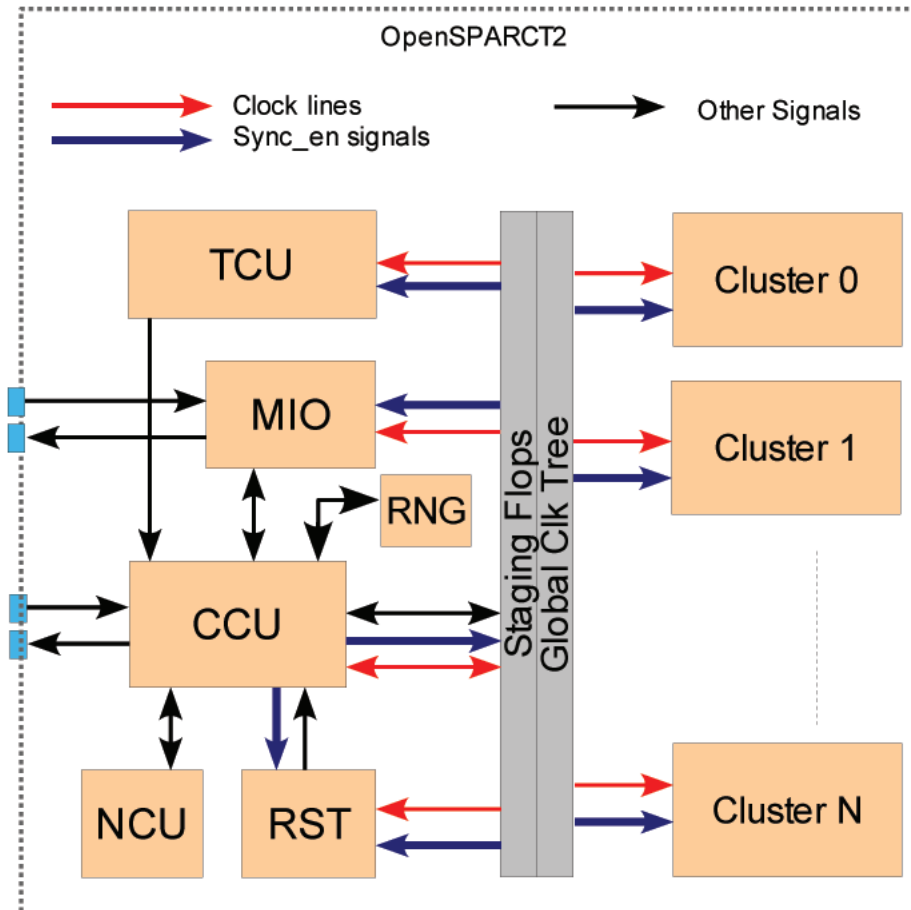 OpenSPARCT2
Clock lines
Sync_en signals
Other Signals
TCU
Cluster 0
MIO
Cluster 1
RNG
Staging Flops
Global Clk Tree
CCU
NCU
RST
Cluster N